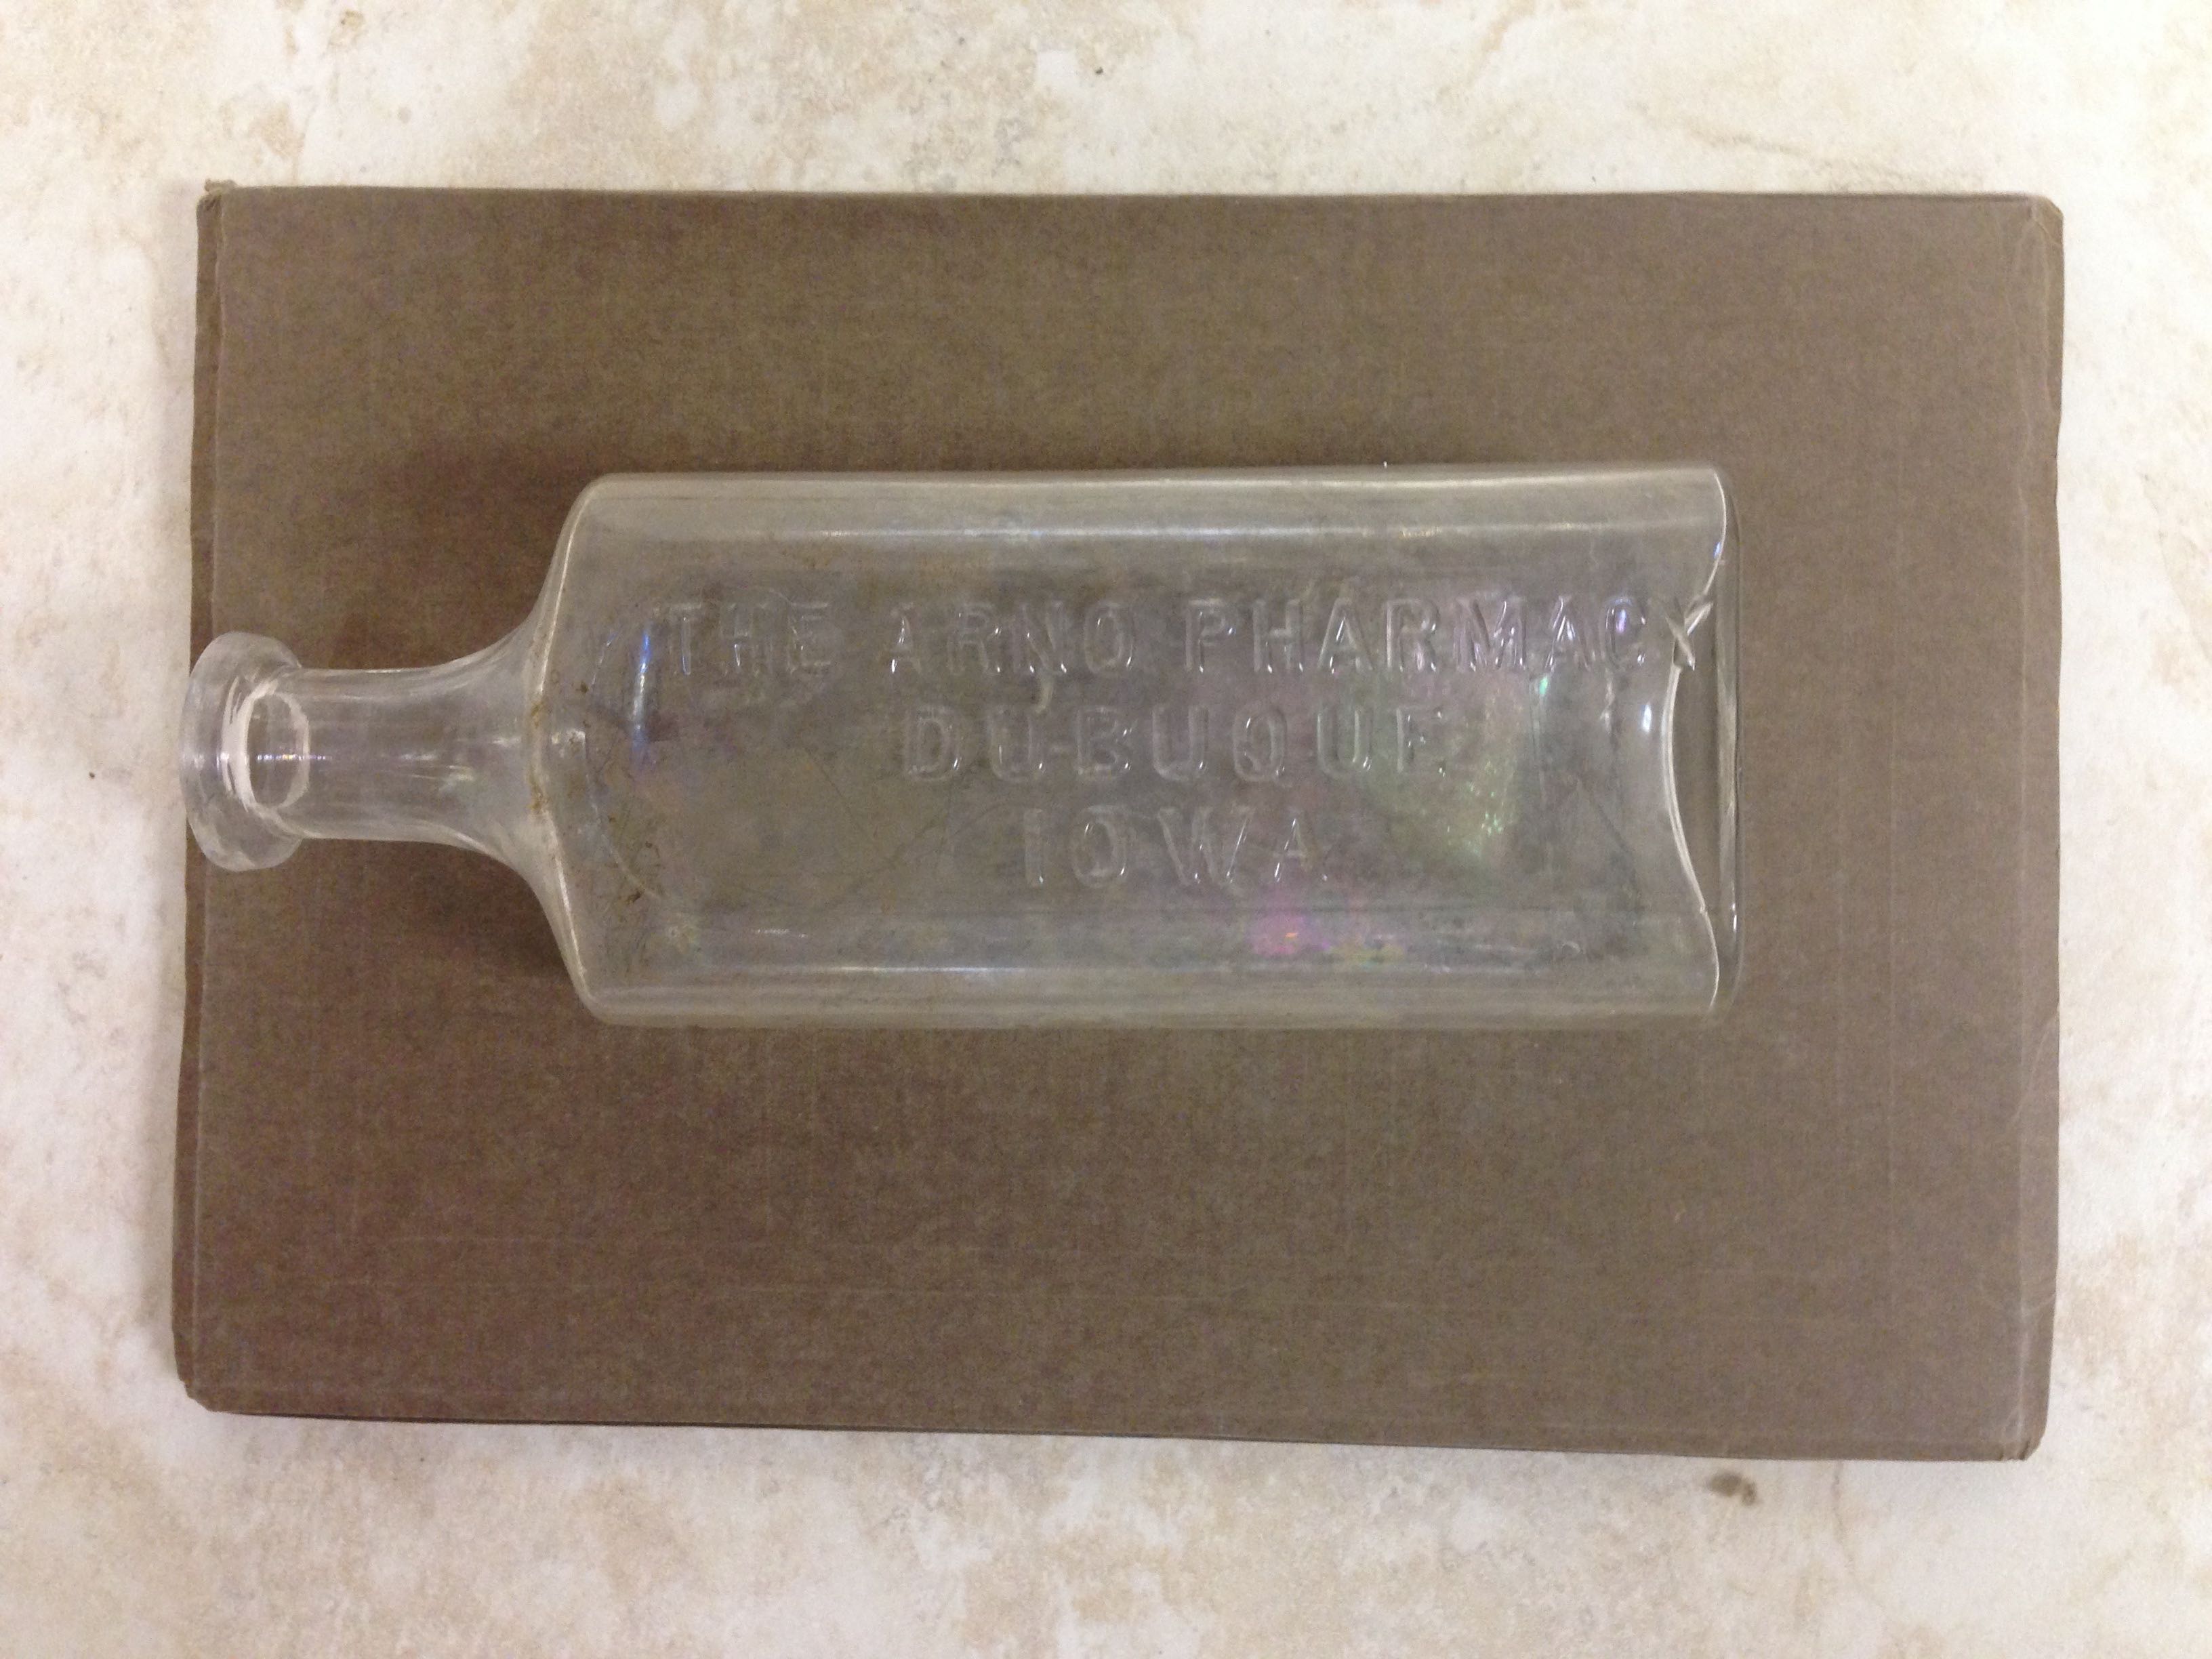 THE ARNO PHARMACY
DUBUQUE
IOWA